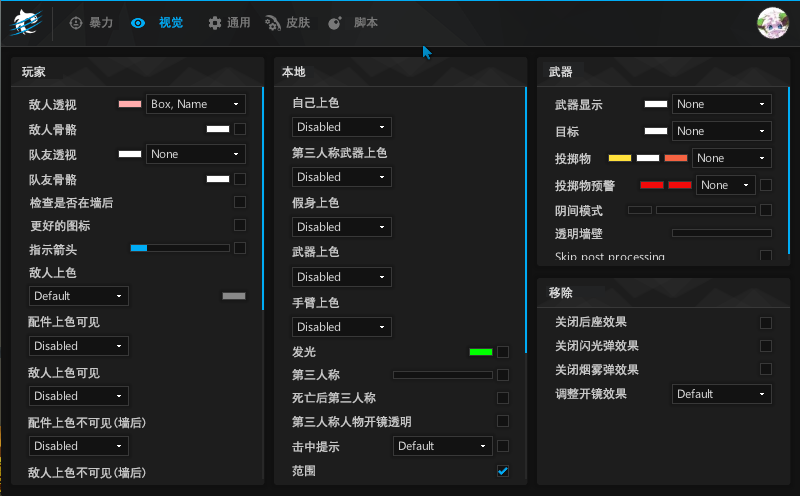 暴力 视觉 通用 皮肤 脚本
玩家
敌人透视 Box, Name
敌人骨骼
队友透视 None
队友骨骼
检查是否在墙后
更好的图标
指示箭头
敌人上色
Default
配件上色可见
Disabled
敌人上色可见
Disabled
配件上色不可见(墙后)
Disabled
敌人上色不可见(墙后)
本地
自己上色
Disabled
第三人称武器上色
Disabled
假身上色
Disabled
武器上色
Disabled
手臂上色
Disabled
发光
第三人称
死亡后第三人称
第三人称人物开镜透明
击中提示 Default
范围
武器
武器显示 None
目标 None
投掷物 None
投掷物预警 None
阴间模式
透明墙壁
Skip post processing
移除
关闭后座效果
关闭闪光弹效果
关闭烟雾弹效果
调整开镜效果 Default